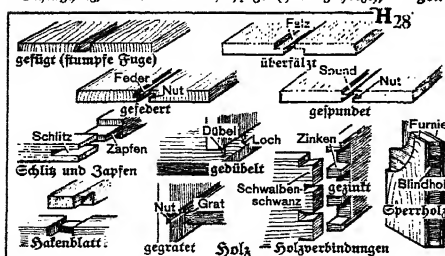 H28
Falz
gefügt (stumpfe Fuge)
überfälzt
Feder
Nut
Spund
Nut
gefedert
gespundet
Schlitz
Zapfen
Dübel
Loch
Zinken
Furnier
Schlitz und Zapfen
gedübelt
Schwalben-
schwanz
gezinkt
Blindholz
Sperrholz
Nut
Grat
Hakenblatt
gegratet
Holz – Holzverbindungen